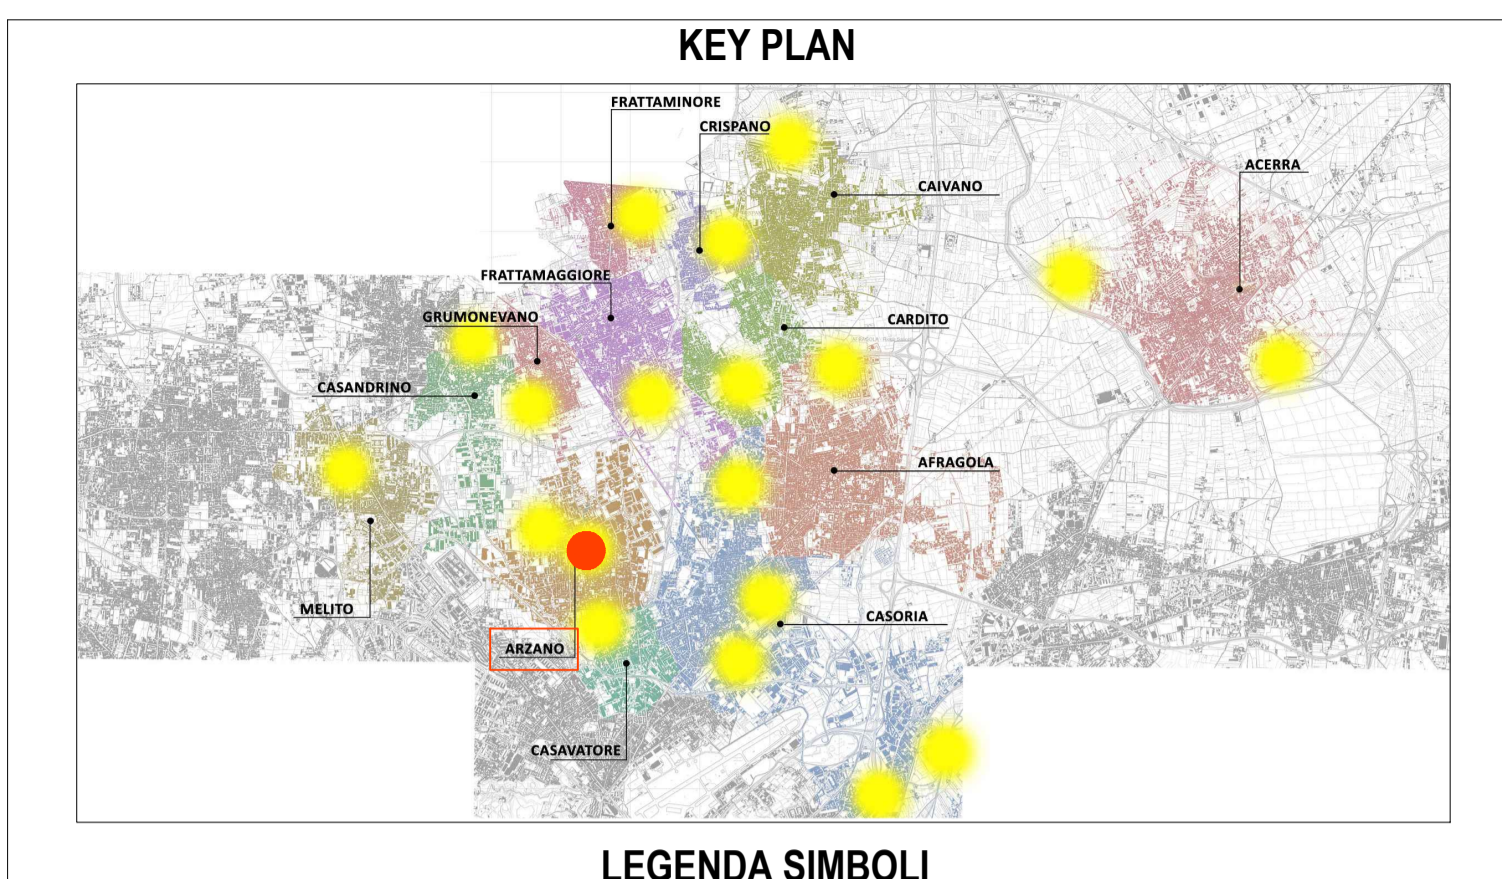 KEY PLAN
FRATTAMINORE
CRISPANO
ACERRA
CAIVANO
FRATTAMAGGIORE
GRUMONEVANO
CARDITO
CASANDRINO
AFRAGOLA
MELITO
CASORIA
ARZANO
CASAVATORE
LEGENDA SIMBOLI